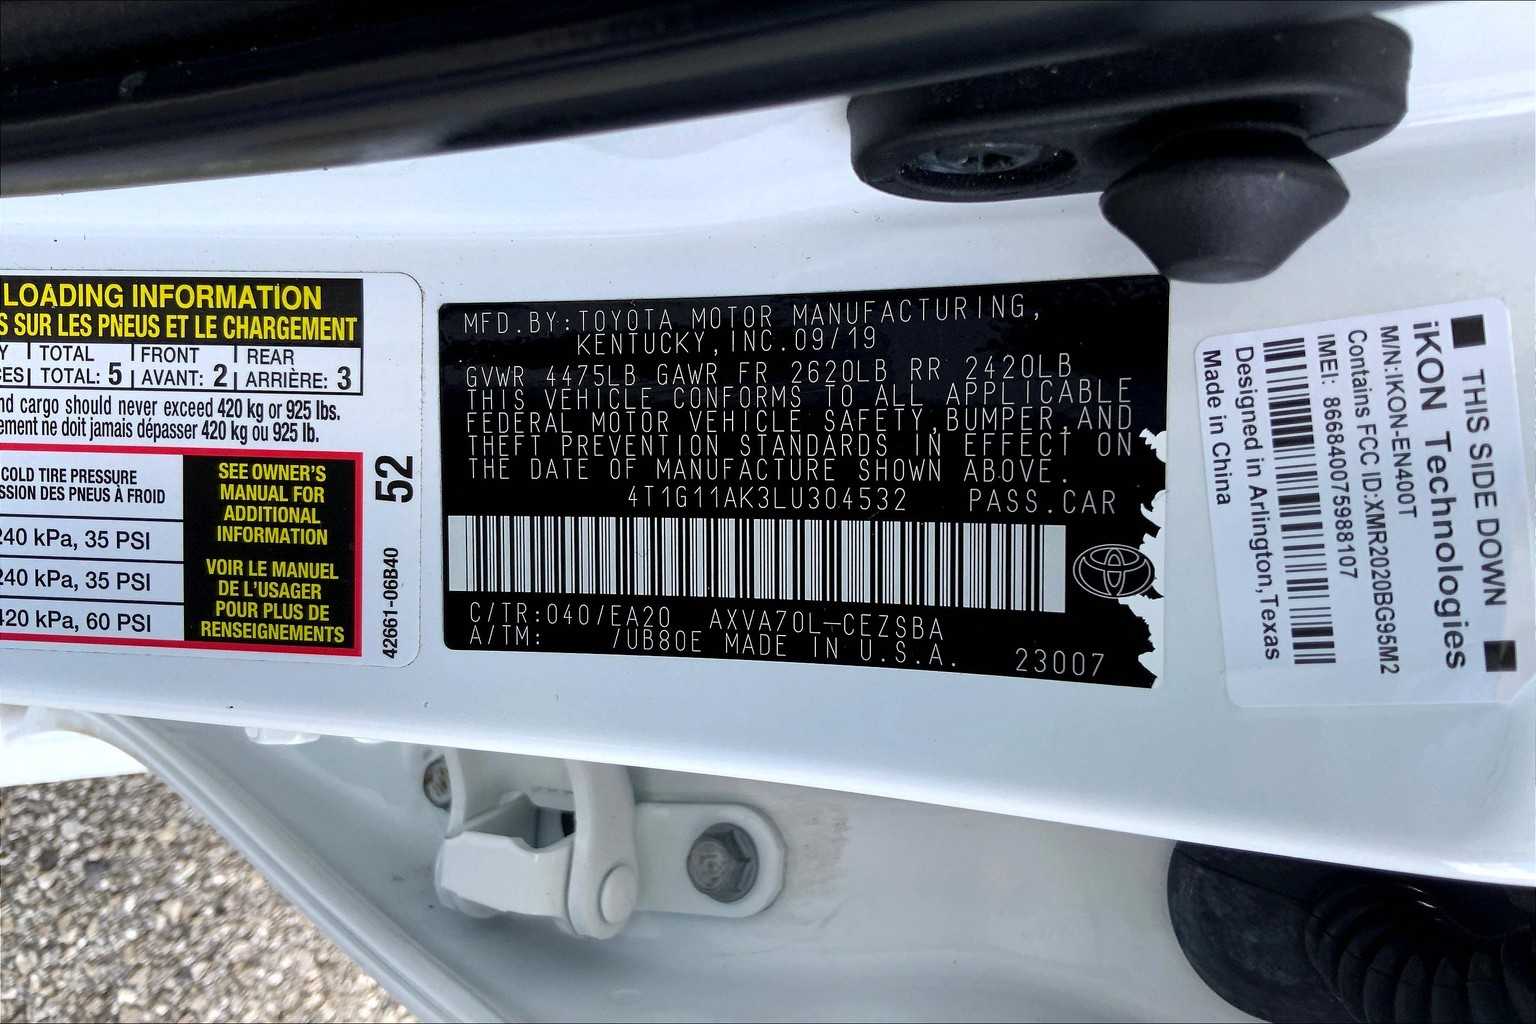 LOADING INFORMATION
S SUR LES PNEUS ET LE CHARGEMENT
Y TOTAL FRONT REAR
CES TOTAL: 5 AVANT: 2 ARRIÈRE: 3
nd cargo should never exceed 420 kg or 925 lbs.
ement ne doit jamais dépasser 420 kg ou 925 lb.
COLD TIRE PRESSURE
SSION DES PNEUS À FROID
240 kPa, 35 PSI
240 kPa, 35 PSI
420 kPa, 60 PSI
SEE OWNER'S
MANUAL FOR
ADDITIONAL
INFORMATION
VOIR LE MANUEL
DE L'USAGER
POUR PLUS DE
RENSEIGNEMENTS
52
42661-06B40
MFD.BY:TOYOTA MOTOR MANUFACTURING,
KENTUCKY,INC.09/19
GVWR 4475LB GAWR FR 2620LB RR 2420LB
THIS VEHICLE CONFORMS TO ALL APPLICABLE
FEDERAL MOTOR VEHICLE SAFETY,BUMPER,AND
THEFT PREVENTION STANDARDS IN EFFECT ON
THE DATE OF MANUFACTURE SHOWN ABOVE.
4T1G11AK3LU304532 PASS.CAR
C/TR:040/EA20 AXVA70L-CEZSBA
A/TM: /UB80E MADE IN U.S.A.
23007
THIS SIDE DOWN
iKON Technologies
M/N:IKON-EN400T
Contains FCC ID:XMR2020BG95M2
IMEI: 866840075988107
Designed in Arlington,Texas
Made in China